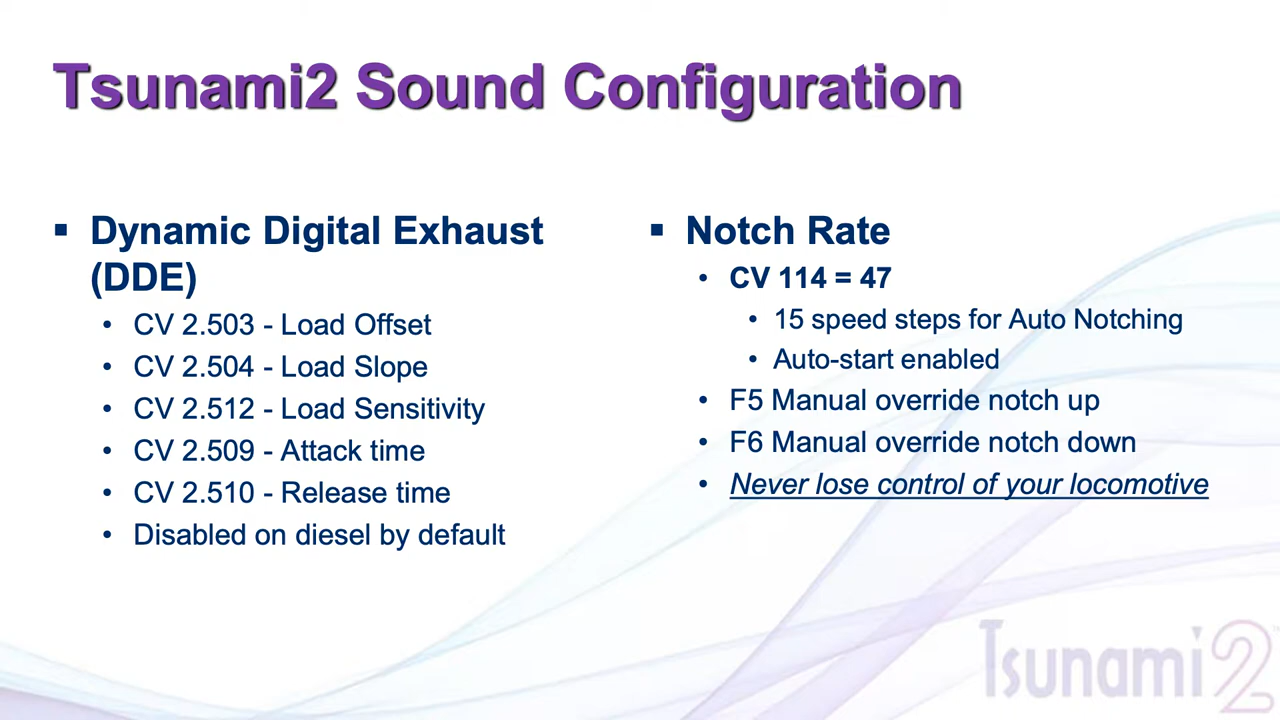 Tsunami2 Sound Configuration
▪ Dynamic Digital Exhaust
(DDE)
• CV 2.503 - Load Offset
• CV 2.504 - Load Slope
• CV 2.512 - Load Sensitivity
• CV 2.509 - Attack time
• CV 2.510 - Release time
• Disabled on diesel by default
▪ Notch Rate
• CV 114 = 47
• 15 speed steps for Auto Notching
• Auto-start enabled
• F5 Manual override notch up
• F6 Manual override notch down
• Never lose control of your locomotive
Tsunami2™